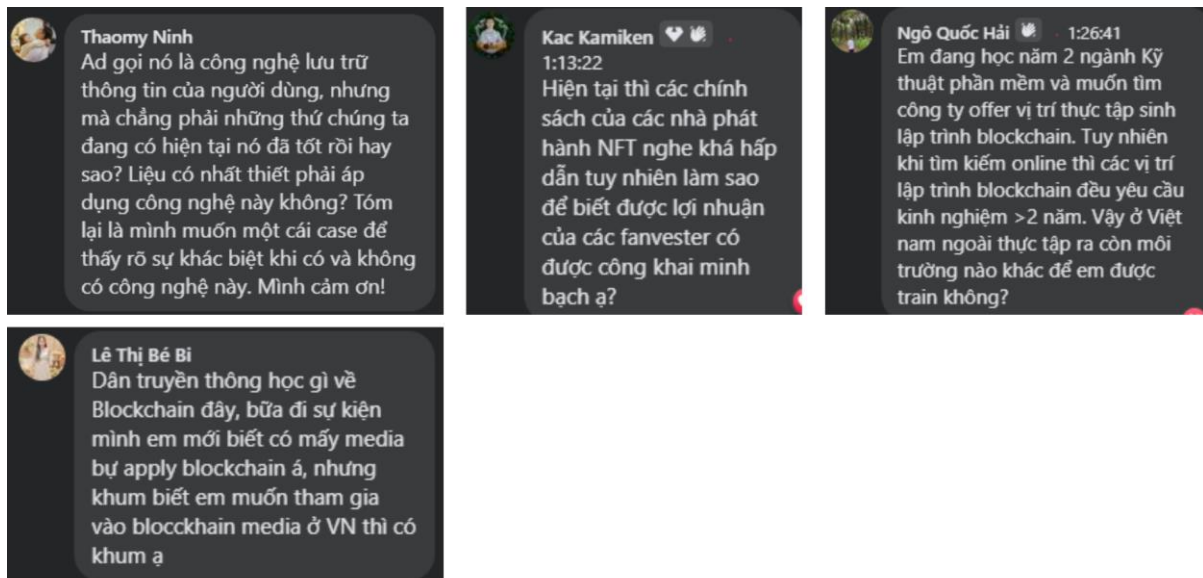 Thaomy Ninh
Ad gọi nó là công nghệ lưu trữ
thông tin của người dùng, nhưng
mà chẳng phải những thứ chúng ta
đang có hiện tại nó đã tốt rồi hay
sao? Liệu có nhất thiết phải áp
dụng công nghệ này không? Tóm
lại là mình muốn một cái case để
thấy rõ sự khác biệt khi có và không
có công nghệ này. Mình cảm ơn!
Kac Kamiken
1:13:22
Hiện tại thì các chính
sách của các nhà phát
hành NFT nghe khá hấp
dẫn tuy nhiên làm sao
để biết được lợi nhuận
của các fanvester có
được công khai minh
bạch ạ?
Ngô Quốc Hải 1:26:41
Em đang học năm 2 ngành Kỹ
thuật phần mềm và muốn tìm
công ty offer vị trí thực tập sinh
lập trình blockchain. Tuy nhiên
khi tìm kiếm online thì các vị trí
lập trình blockchain đều yêu cầu
kinh nghiệm >2 năm. Vậy ở Việt
nam ngoài thực tập ra còn môi
trường nào khác để em được
train không?
Lê Thị Bé Bi
Dân truyền thông học gì về
Blockchain đây, bữa đi sự kiện
mình em mới biết có mấy media
bự apply blockchain á, nhưng
khum biết em muốn tham gia
vào blocckhain media ở VN thì có
khum ạ